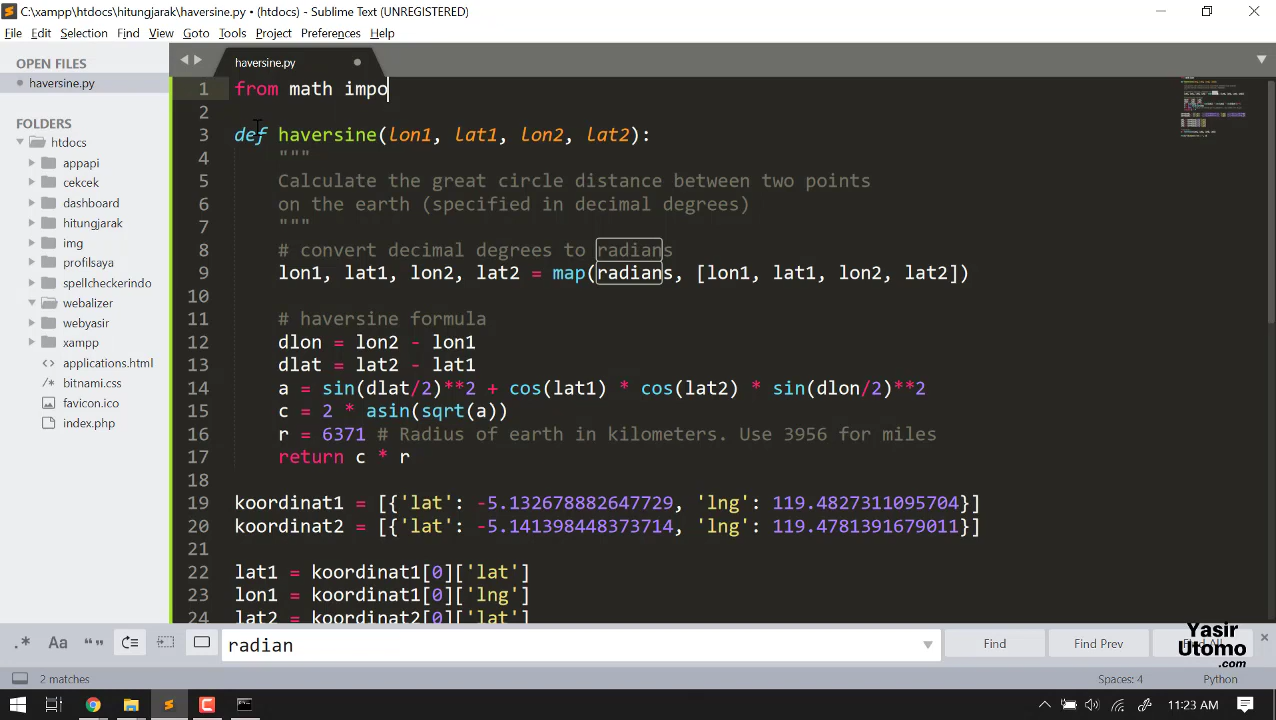 C:\xampp\htdocs\hitungjarak\haversine.py • (htdocs) - Sublime Text (UNREGISTERED)
File Edit Selection Find View Goto Tools Project Preferences Help
OPEN FILES
haversine.py
FOLDERS
htdocs
appapi
cekcek
dashboard
hitungjarak
img
profilsaya
spellcheckerindo
webalizer
webyasir
xampp
applications.html
bitnami.css
favicon.ico
index.php
haversine.py
1 from math impo
2
3 def haversine(lon1, lat1, lon2, lat2):
4 """
5 Calculate the great circle distance between two points
6 on the earth (specified in decimal degrees)
7 """
8 # convert decimal degrees to radians
9 lon1, lat1, lon2, lat2 = map(radians, [lon1, lat1, lon2, lat2])
10
11 # haversine formula
12 dlon = lon2 - lon1
13 dlat = lat2 - lat1
14 a = sin(dlat/2)**2 + cos(lat1) * cos(lat2) * sin(dlon/2)**2
15 c = 2 * asin(sqrt(a))
16 r = 6371 # Radius of earth in kilometers. Use 3956 for miles
17 return c * r
18
19 koordinat1 = [{'lat': -5.132678882647729, 'lng': 119.4827311095704}]
20 koordinat2 = [{'lat': -5.141398448373714, 'lng': 119.4781391679011}]
21
22 lat1 = koordinat1[0]['lat']
23 lon1 = koordinat1[0]['lng']
24 lat2 = koordinat2[0]['lat']
.* Aa “” radian Find Find Prev Find All
Yasir
Utomo
.com
2 matches Spaces: 4 Python
11:23 AM